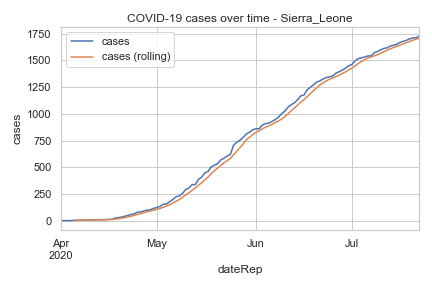 COVID-19 cases over time - Sierra_Leone
cases
cases (rolling)
1750
1500
1250
1000
750
500
250
0
cases
Apr
2020
May
Jun
Jul
dateRep